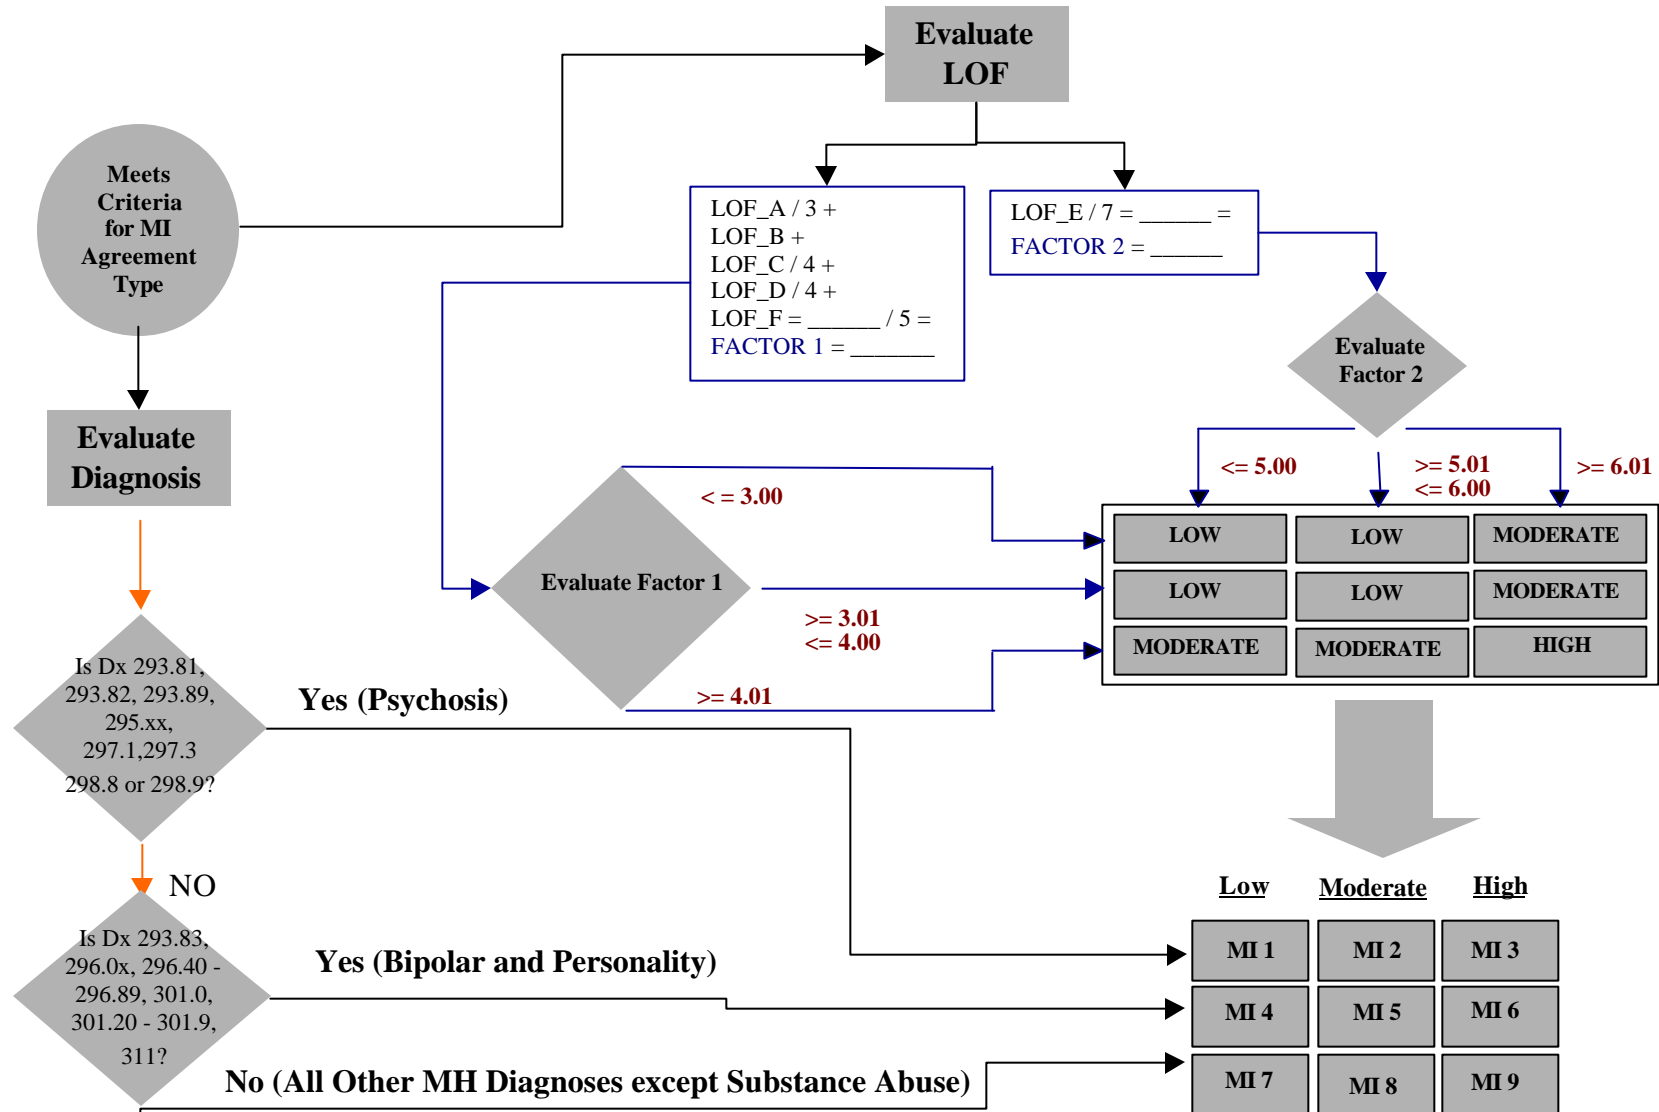 Evaluate
LOF
Meets
Criteria
for MI
Agreement
Type
LOF_A / 3 +
LOF_B +
LOF_C / 4 +
LOF_D / 4 +
LOF_F = ______ / 5 =
FACTOR 1 = _______
LOF_E / 7 = ______ =
FACTOR 2 = ______
Evaluate
Factor 2
Evaluate
Diagnosis
<= 5.00
>= 5.01
<= 6.00
>= 6.01
< = 3.00
Evaluate Factor 1
>= 3.01
<= 4.00
>= 4.01
LOW LOW MODERATE
LOW LOW MODERATE
MODERATE MODERATE HIGH
Is Dx 293.81,
293.82, 293.89,
295.xx,
297.1,297.3
298.8 or 298.9?
Yes (Psychosis)
NO
Is Dx 293.83,
296.0x, 296.40 -
296.89, 301.0,
301.20 - 301.9,
311?
Yes (Bipolar and Personality)
No (All Other MH Diagnoses except Substance Abuse)
Low Moderate High
MI 1 MI 2 MI 3
MI 4 MI 5 MI 6
MI 7 MI 8 MI 9